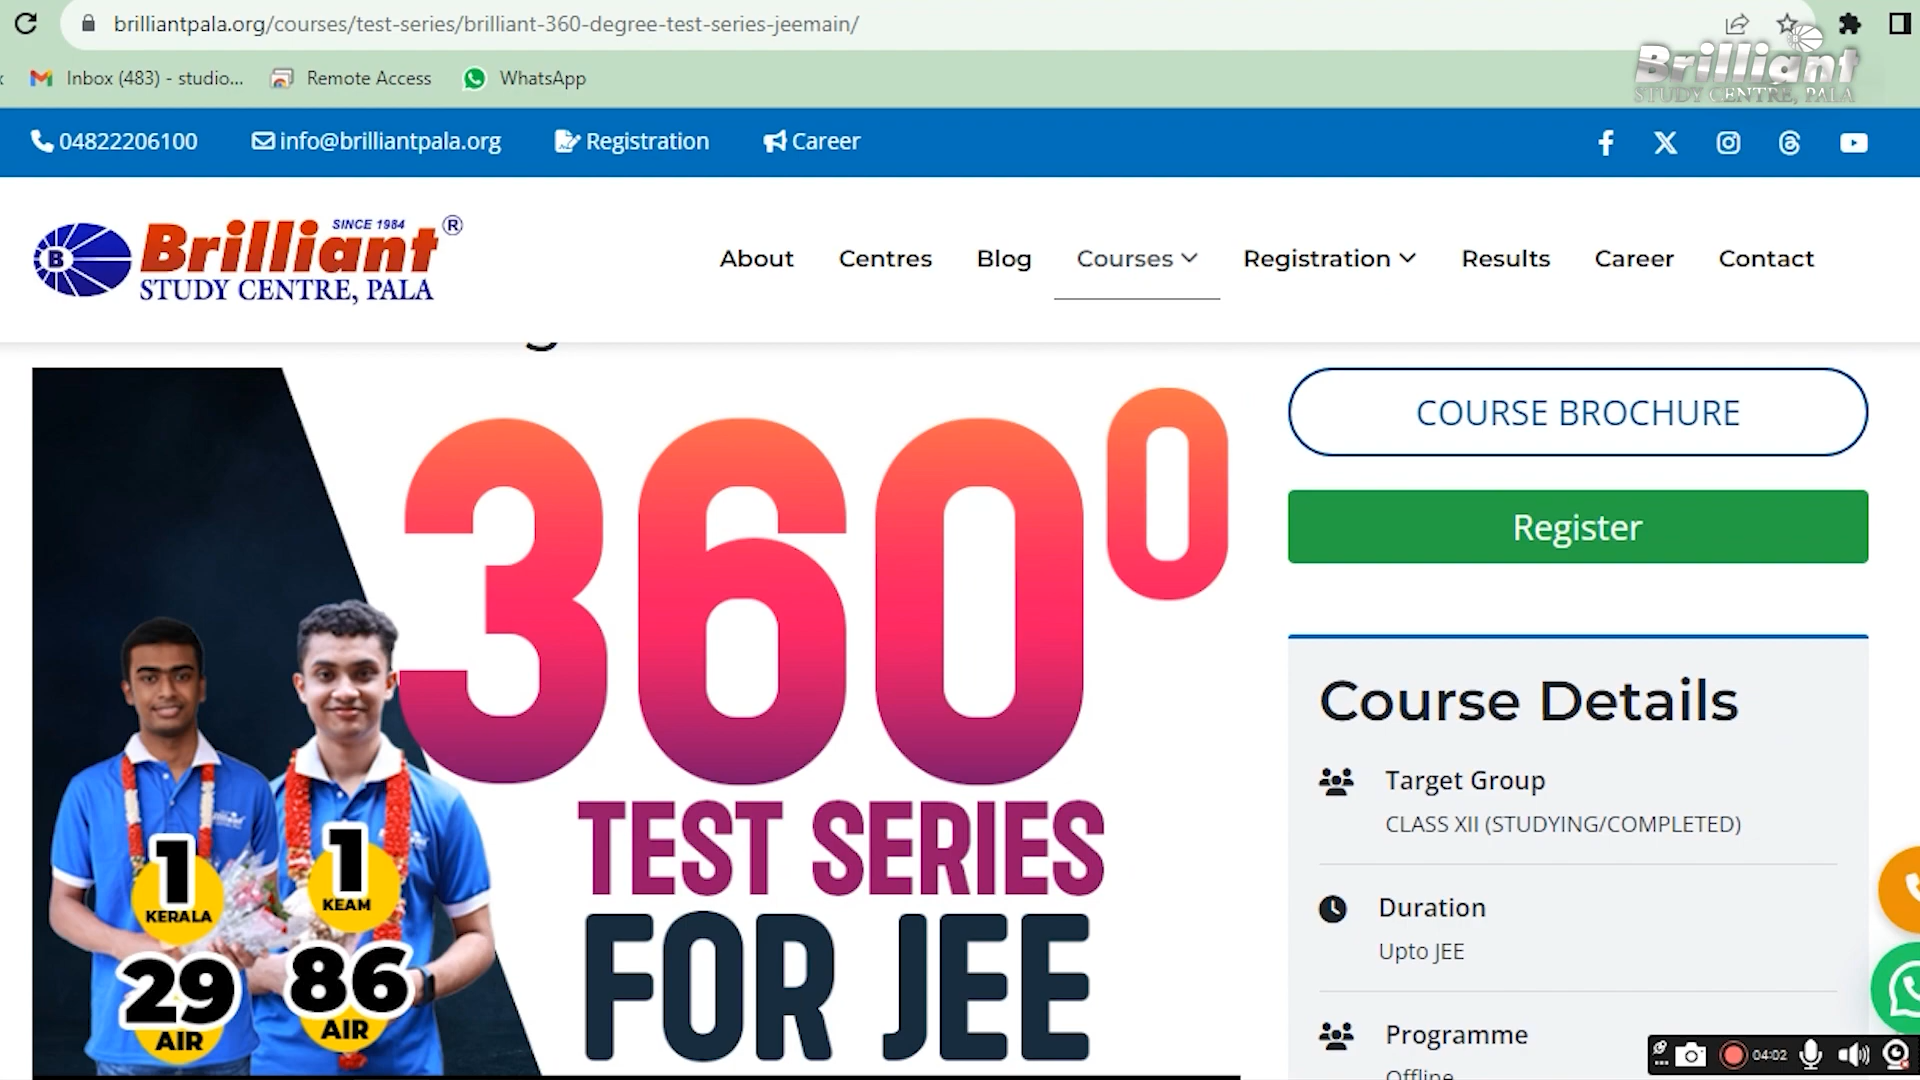 brilliantpala.org/courses/test-series/brilliant-360-degree-test-series-jeemain/
Inbox (483) - studio...
Remote Access
WhatsApp
Brilliant
STUDY CENTRE, PALA
04822206100
info@brilliantpala.org
Registration
Career
SINCE 1984
B
Brilliant ®
STUDY CENTRE, PALA
About
Centres
Blog
Courses
Registration
Results
Career
Contact
360⁰
TEST SERIES
FOR JEE
1
KERALA
29
AIR
1
KEAM
86
AIR
COURSE BROCHURE
Register
Course Details
Target Group
CLASS XII (STUDYING/COMPLETED)
Duration
Upto JEE
Programme
Offline
04:02